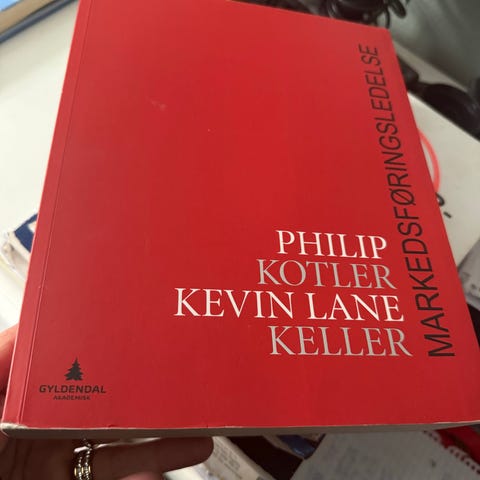 MARKEDSFØRINGSLEDELSE
PHILIP
KOTLER
KEVIN LANE
KELLER
GYLDENDAL
AKADEMISK